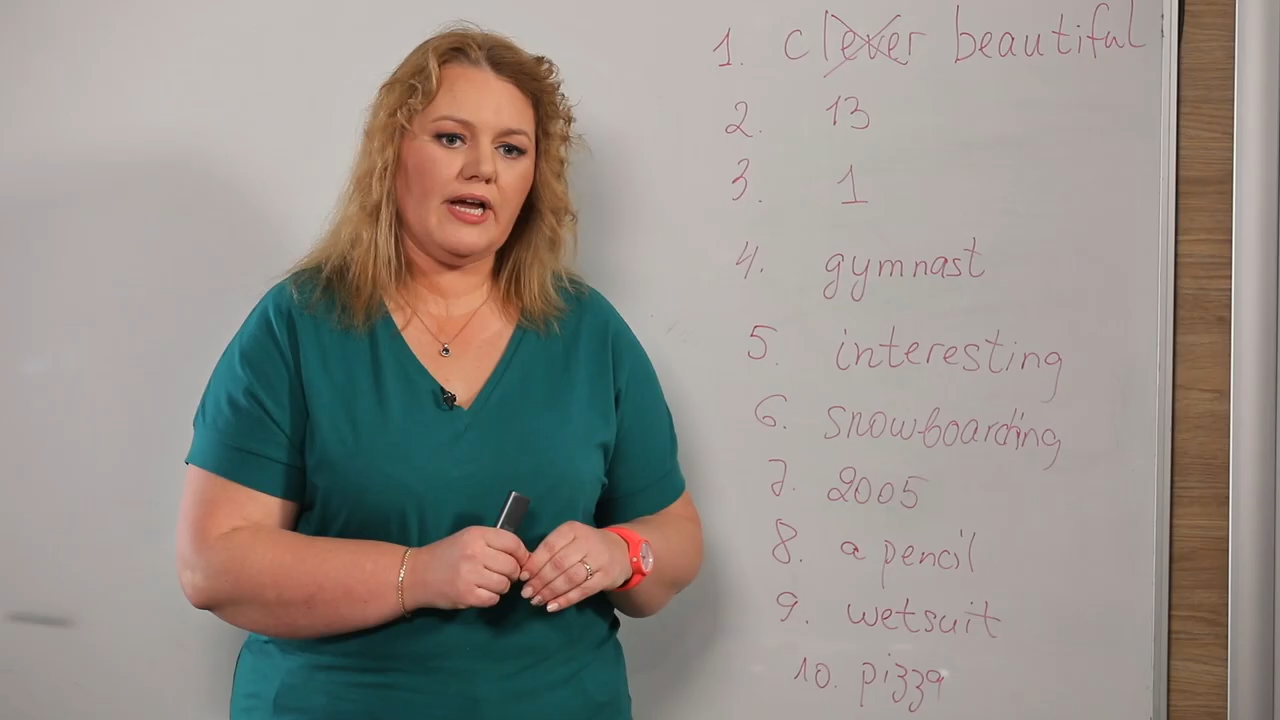 1. clever beautiful
2. 13
3. 1
4. gymnast
5. interesting
6. snowboarding
7. 2005
8. a pencil
9. wetsuit
10. pizza